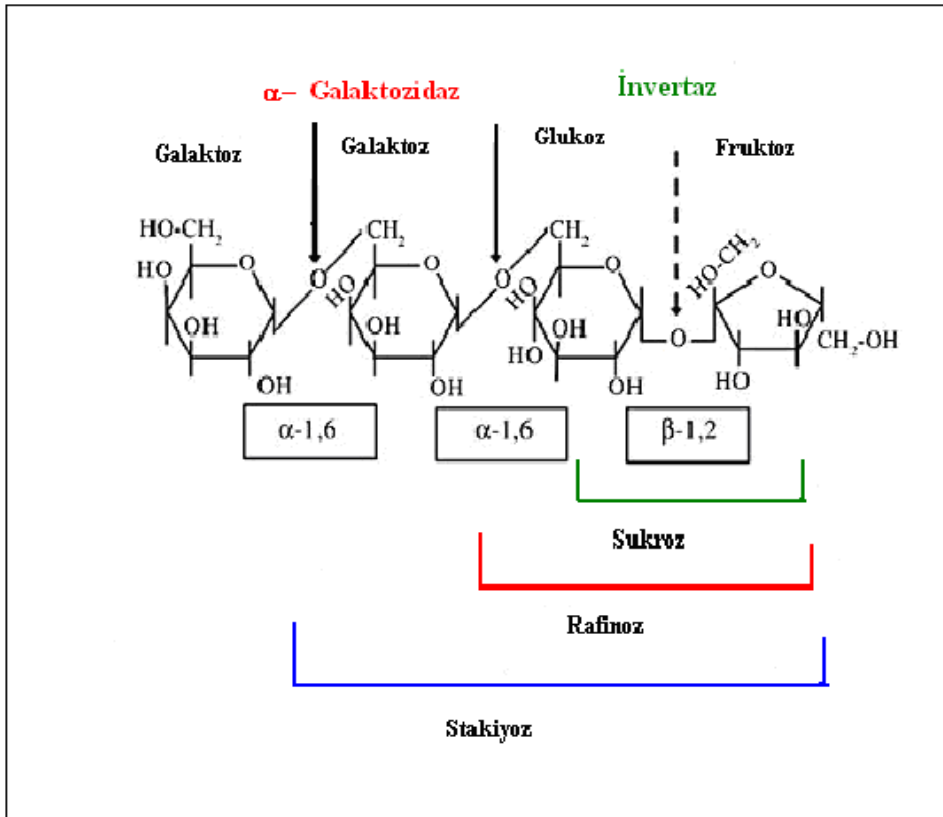 α– Galaktozidaz İnvertaz
Galaktoz Galaktoz Glukoz Fruktoz
HO•CH₂ CH₂ CH₂ HO-CH₂
O O O O
HO O HO O HO
OH OH OH O HO CH₂-OH
HO
OH OH OH HO HO
α-1,6 α-1,6 β-1,2
Sukroz
Rafinoz
Stakiyoz